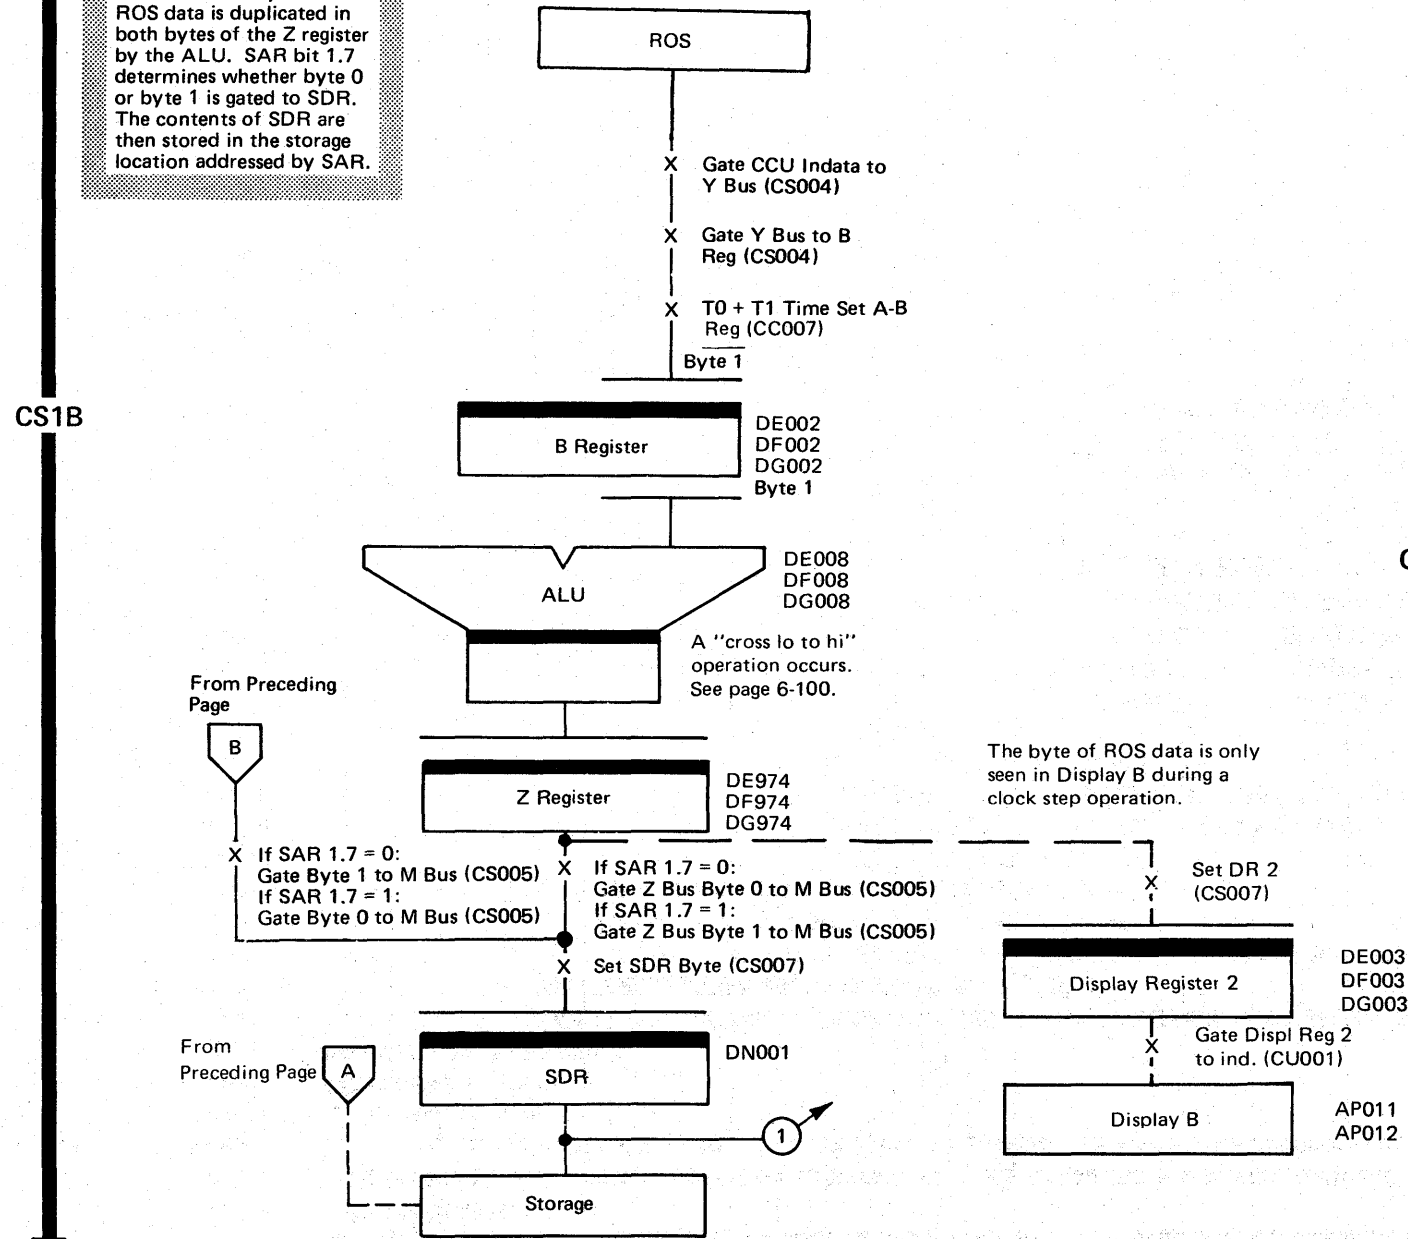 ROS data is duplicated in
both bytes of the Z register
by the ALU. SAR bit 1.7
determines whether byte 0
or byte 1 is gated to SDR.
The contents of SDR are
then stored in the storage
location addressed by SAR.
ROS
X Gate CCU Indata to
Y Bus (CS004)
X Gate Y Bus to B
Reg (CS004)
X T0 + T1 Time Set A-B
Reg (CC007)
Byte 1
CS1B
B Register
DE002
DF002
DG002
Byte 1
ALU
DE008
DF008
DG008
A "cross lo to hi"
operation occurs.
See page 6-100.
From Preceding
Page
B
Z Register
DE974
DF974
DG974
The byte of ROS data is only
seen in Display B during a
clock step operation.
X If SAR 1.7 = 0:
Gate Byte 1 to M Bus (CS005)
If SAR 1.7 = 1:
Gate Byte 0 to M Bus (CS005)
X If SAR 1.7 = 0:
Gate Z Bus Byte 0 to M Bus (CS005)
If SAR 1.7 = 1:
Gate Z Bus Byte 1 to M Bus (CS005)
X Set DR 2
(CS007)
X Set SDR Byte (CS007)
Display Register 2
DE003
DF003
DG003
X Gate Displ Reg 2
to ind. (CU001)
From
Preceding Page
A
SDR
DN001
1
Display B
AP011
AP012
Storage